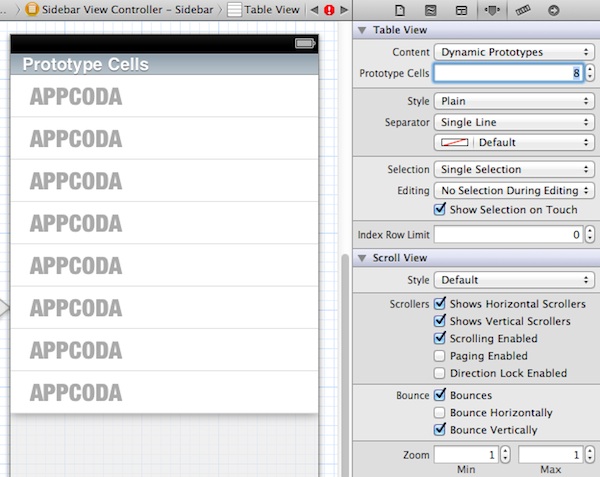 ... Sidebar View Controller – Sidebar Table View
Prototype Cells
APPCODA
APPCODA
APPCODA
APPCODA
APPCODA
APPCODA
APPCODA
APPCODA
Table View
Content Dynamic Prototypes
Prototype Cells 8
Style Plain
Separator Single Line
Default
Selection Single Selection
Editing No Selection During Editing
Show Selection on Touch
Index Row Limit 0
Scroll View
Style Default
Scrollers Shows Horizontal Scrollers
Shows Vertical Scrollers
Scrolling Enabled
Paging Enabled
Direction Lock Enabled
Bounce Bounces
Bounce Horizontally
Bounce Vertically
Zoom 1 1
Min Max